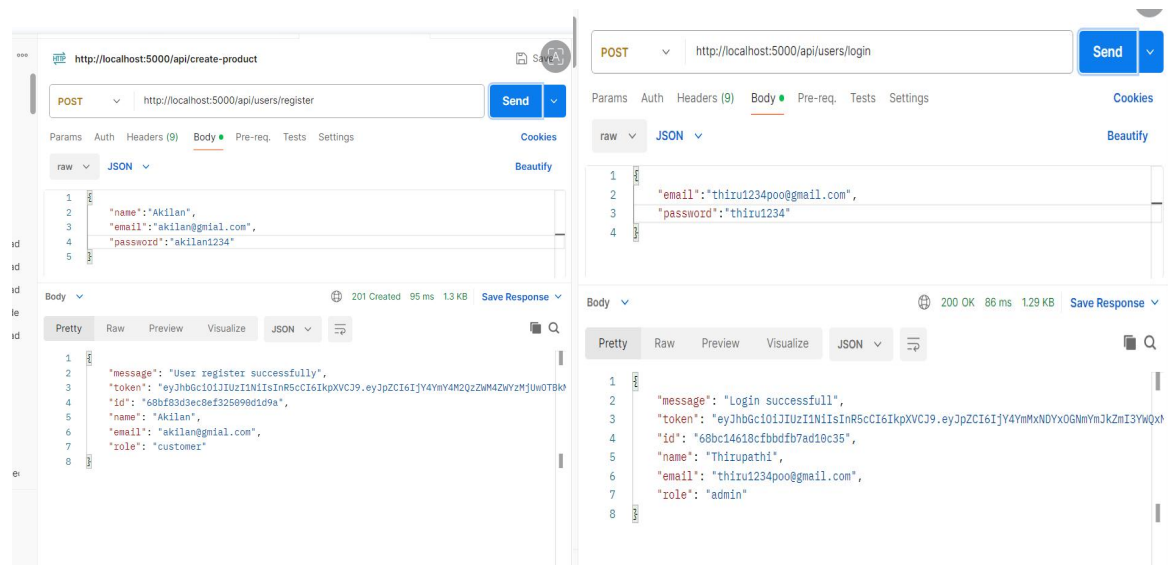 http://localhost:5000/api/create-product
POST http://localhost:5000/api/users/register Send
Params Auth Headers (9) Body Pre-req. Tests Settings Cookies
raw JSON Beautify
1 {
2 "name":"Akilan",
3 "email":"akilan@gmial.com",
4 "password":"akilan1234"
5 }
Body 201 Created 95 ms 1.3 KB Save Response
Pretty Raw Preview Visualize JSON
1 {
2 "message": "User register successfully",
3 "token":
4 "id": "68bf83d3ec8ef325090d1d9a",
5 "name": "Akilan",
6 "email": "akilan@gmial.com",
7 "role": "customer"
8 }
POST http://localhost:5000/api/users/login Send
Params Auth Headers (9) Body Pre-req. Tests Settings Cookies
raw JSON Beautify
1 {
2 "email":"thiru1234poo@gmail.com",
3 "password":"thiru1234"
4 }
Body 200 OK 86 ms 1.29 KB Save Response
Pretty Raw Preview Visualize JSON
1 {
2 "message": "Login successfull",
3 "token":
4 "id": "68bc14618cfbbdfb7ad10c35",
5 "name": "Thirupathi",
6 "email": "thiru1234poo@gmail.com",
7 "role": "admin"
8 }